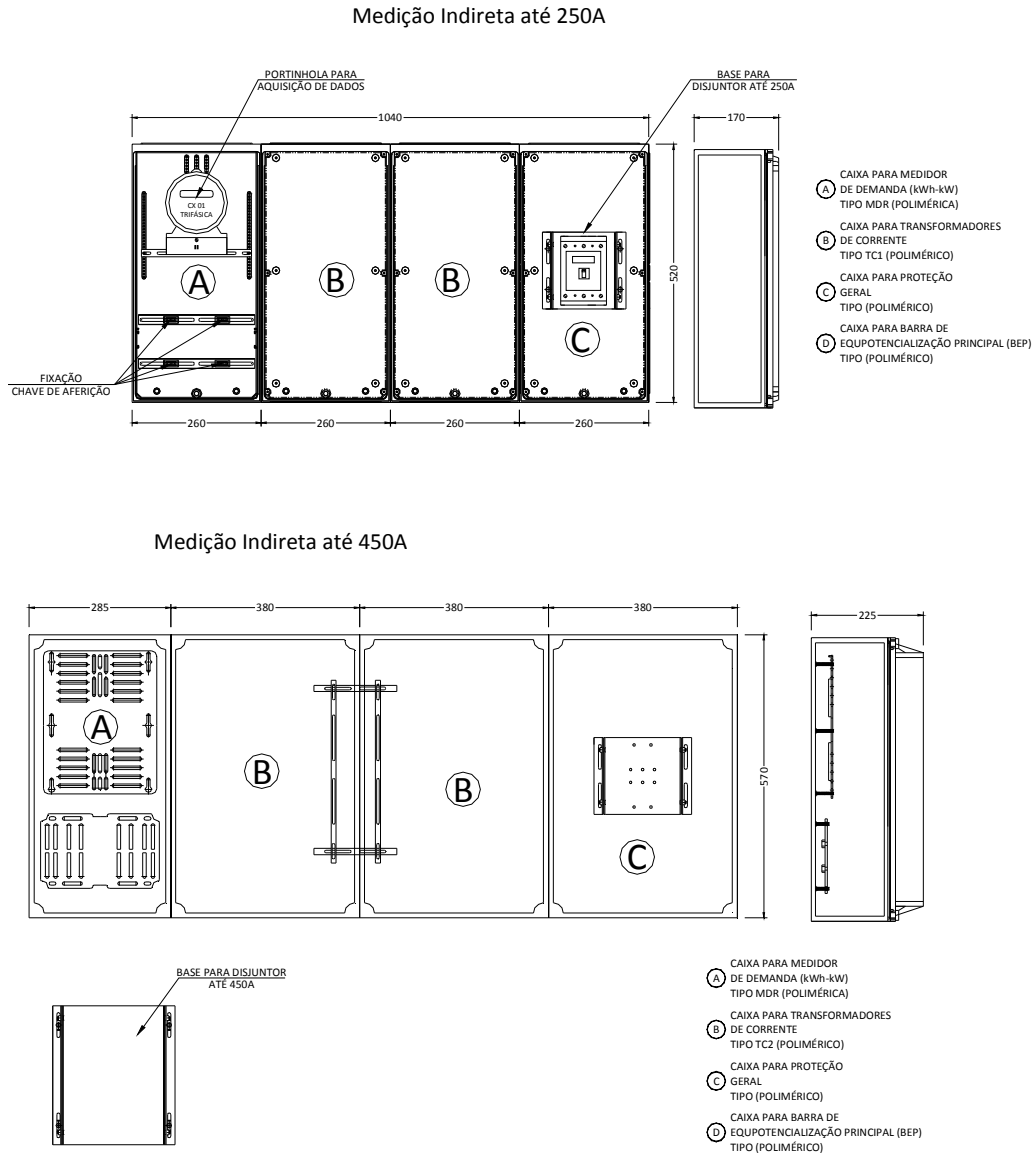 Medição Indireta até 250A
PORTINHOLA PARA
AQUISIÇÃO DE DADOS
BASE PARA
DISJUNTOR ATÉ 250A
1040
170
CX 01
TRIFÁSICA
A
B
B
C
520
FIXAÇÃO
CHAVE DE AFERIÇÃO
260
260
260
260
A
CAIXA PARA MEDIDOR
DE DEMANDA (kWh-kW)
TIPO MDR (POLIMÉRICA)
B
CAIXA PARA TRANSFORMADORES
DE CORRENTE
TIPO TC1 (POLIMÉRICO)
C
CAIXA PARA PROTEÇÃO
GERAL
TIPO (POLIMÉRICO)
D
CAIXA PARA BARRA DE
EQUPOTENCIALIZAÇÃO PRINCIPAL (BEP)
TIPO (POLIMÉRICO)
Medição Indireta até 450A
285
380
380
380
225
A
B
B
C
570
BASE PARA DISJUNTOR
ATÉ 450A
A
CAIXA PARA MEDIDOR
DE DEMANDA (kWh-kW)
TIPO MDR (POLIMÉRICA)
B
CAIXA PARA TRANSFORMADORES
DE CORRENTE
TIPO TC2 (POLIMÉRICO)
C
CAIXA PARA PROTEÇÃO
GERAL
TIPO (POLIMÉRICO)
D
CAIXA PARA BARRA DE
EQUPOTENCIALIZAÇÃO PRINCIPAL (BEP)
TIPO (POLIMÉRICO)